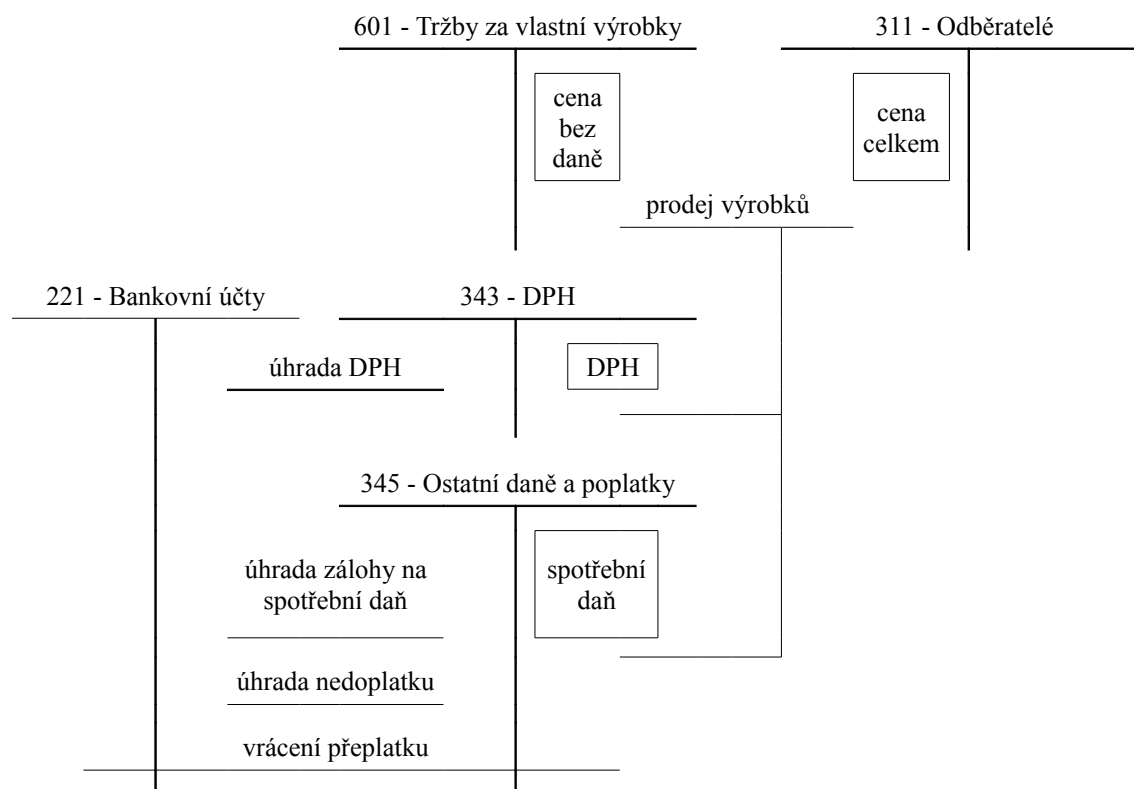 601 - Tržby za vlastní výrobky
311 - Odběratelé
cena
bez
daně
cena
celkem
prodej výrobků
221 - Bankovní účty
343 - DPH
úhrada DPH
DPH
345 - Ostatní daně a poplatky
úhrada zálohy na
spotřební daň
spotřební
daň
úhrada nedoplatku
vrácení přeplatku